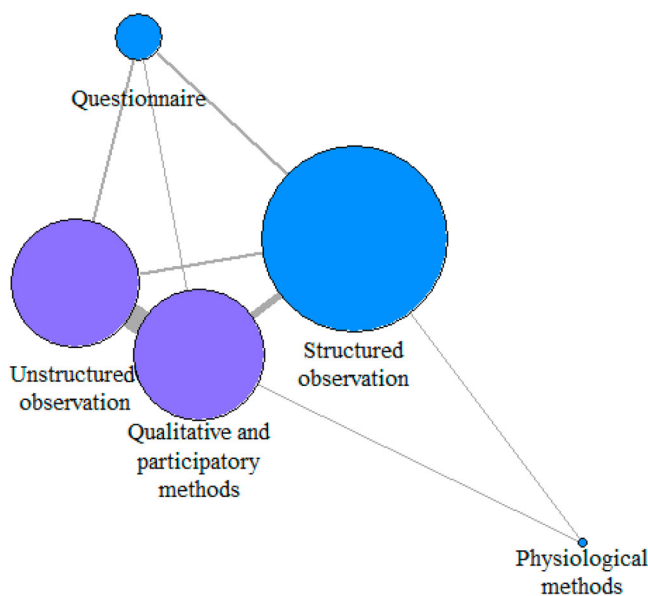 Questionnaire
Structured
observation
Unstructured
observation
Qualitative and
participatory
methods
Physiological
methods